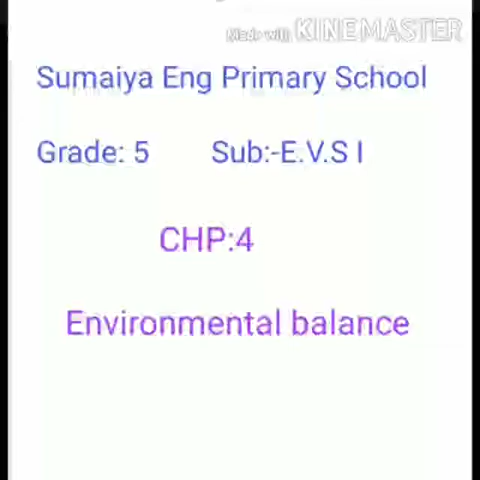 Made with KINEMASTER
Sumaiya Eng Primary School
Grade: 5 Sub:-E.V.S I
CHP:4
Environmental balance